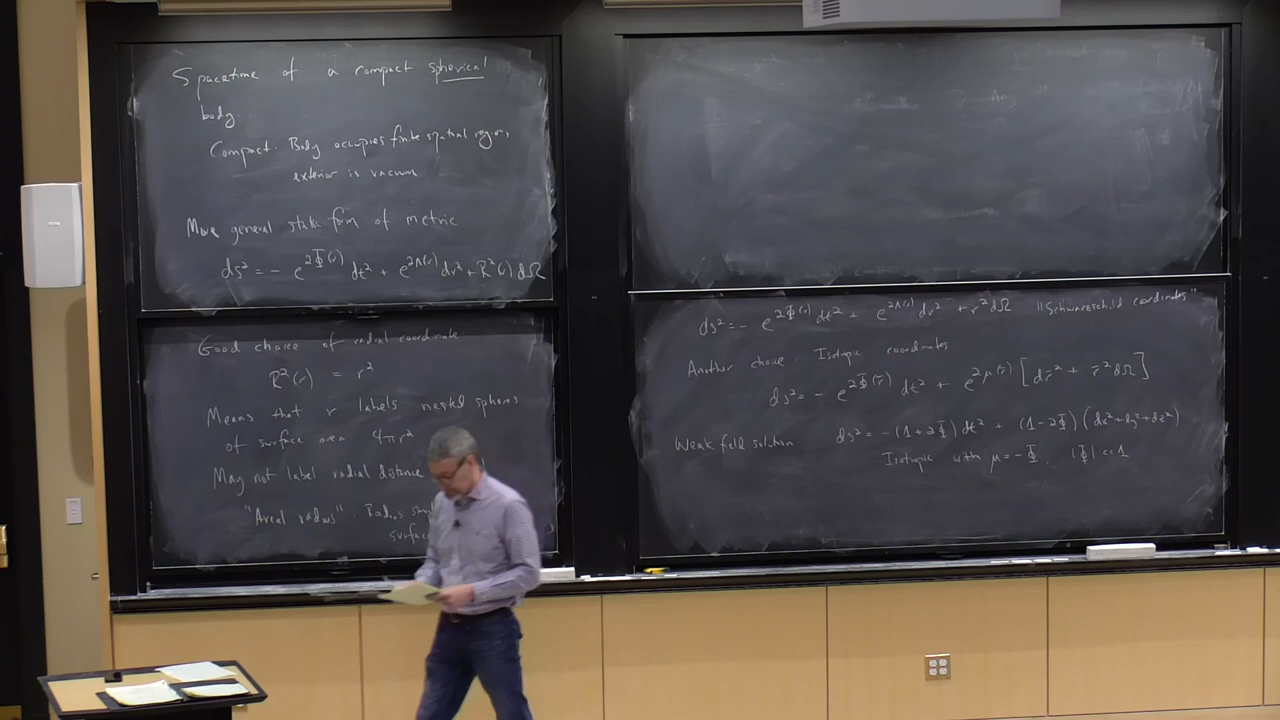 Spacetime of a compact spherical
body.
Compact: Body occupies finite spatial region,
exterior is vacuum
More general static form of metric
ds² = - e^{2Φ(r)} dt² + e^{2Λ(r)} dr² + R²(r) dΩ
Good choice of radial coordinate
R²(r) = r²
Means that r labels nested spheres
of surface area 4πr²
May not label radial distance
"Areal radius". Radius
surface
ds² = - e^{2Φ(r)} dt² + e^{2Λ(r)} dr² + r² dΩ "Schwarzschild coordinates"
Another choice. Isotopic coordinates
ds² = - e^{2Φ(r̄)} dt² + e^{2μ(r̄)} [dr̄² + r̄² dΩ]
Weak field solution ds² = -(1+2Φ) dt² + (1-2Φ)(dx²+dy²+dz²)
Isotopic with μ = -Φ, |Φ| << 1